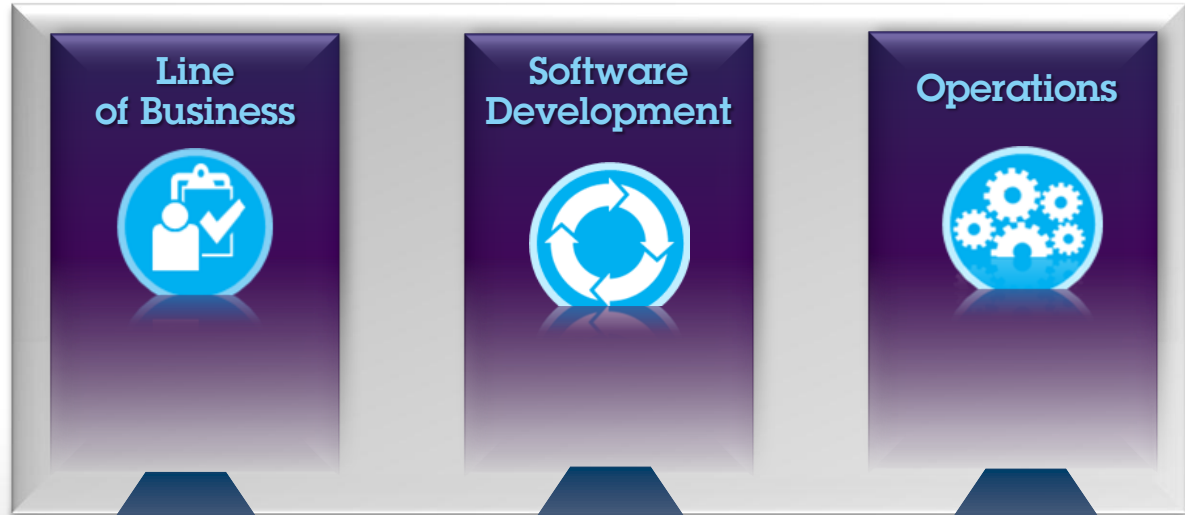 Line
of Business
Software
Development
Operations